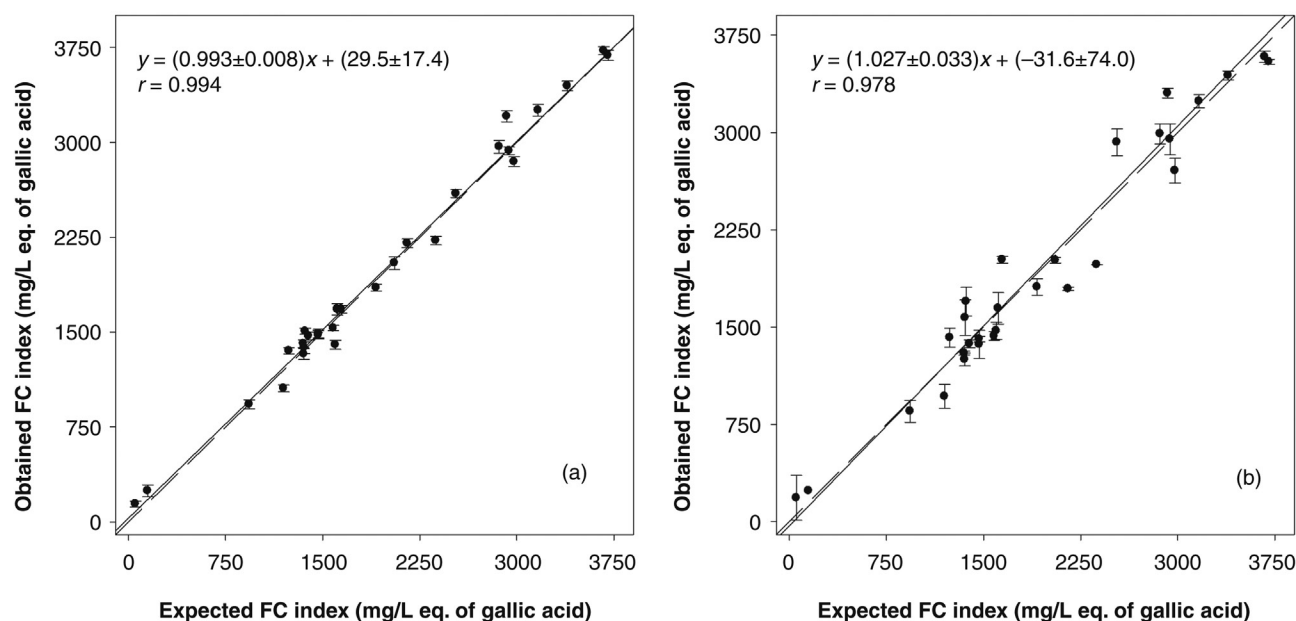 y = (0.993±0.008)x + (29.5±17.4)
r = 0.994
3750
3000
2250
1500
750
0
Obtained FC index (mg/L eq. of gallic acid)
(a)
0 750 1500 2250 3000 3750
Expected FC index (mg/L eq. of gallic acid)
y = (1.027±0.033)x + (−31.6±74.0)
r = 0.978
3750
3000
2250
1500
750
0
Obtained FC index (mg/L eq. of gallic acid)
(b)
0 750 1500 2250 3000 3750
Expected FC index (mg/L eq. of gallic acid)